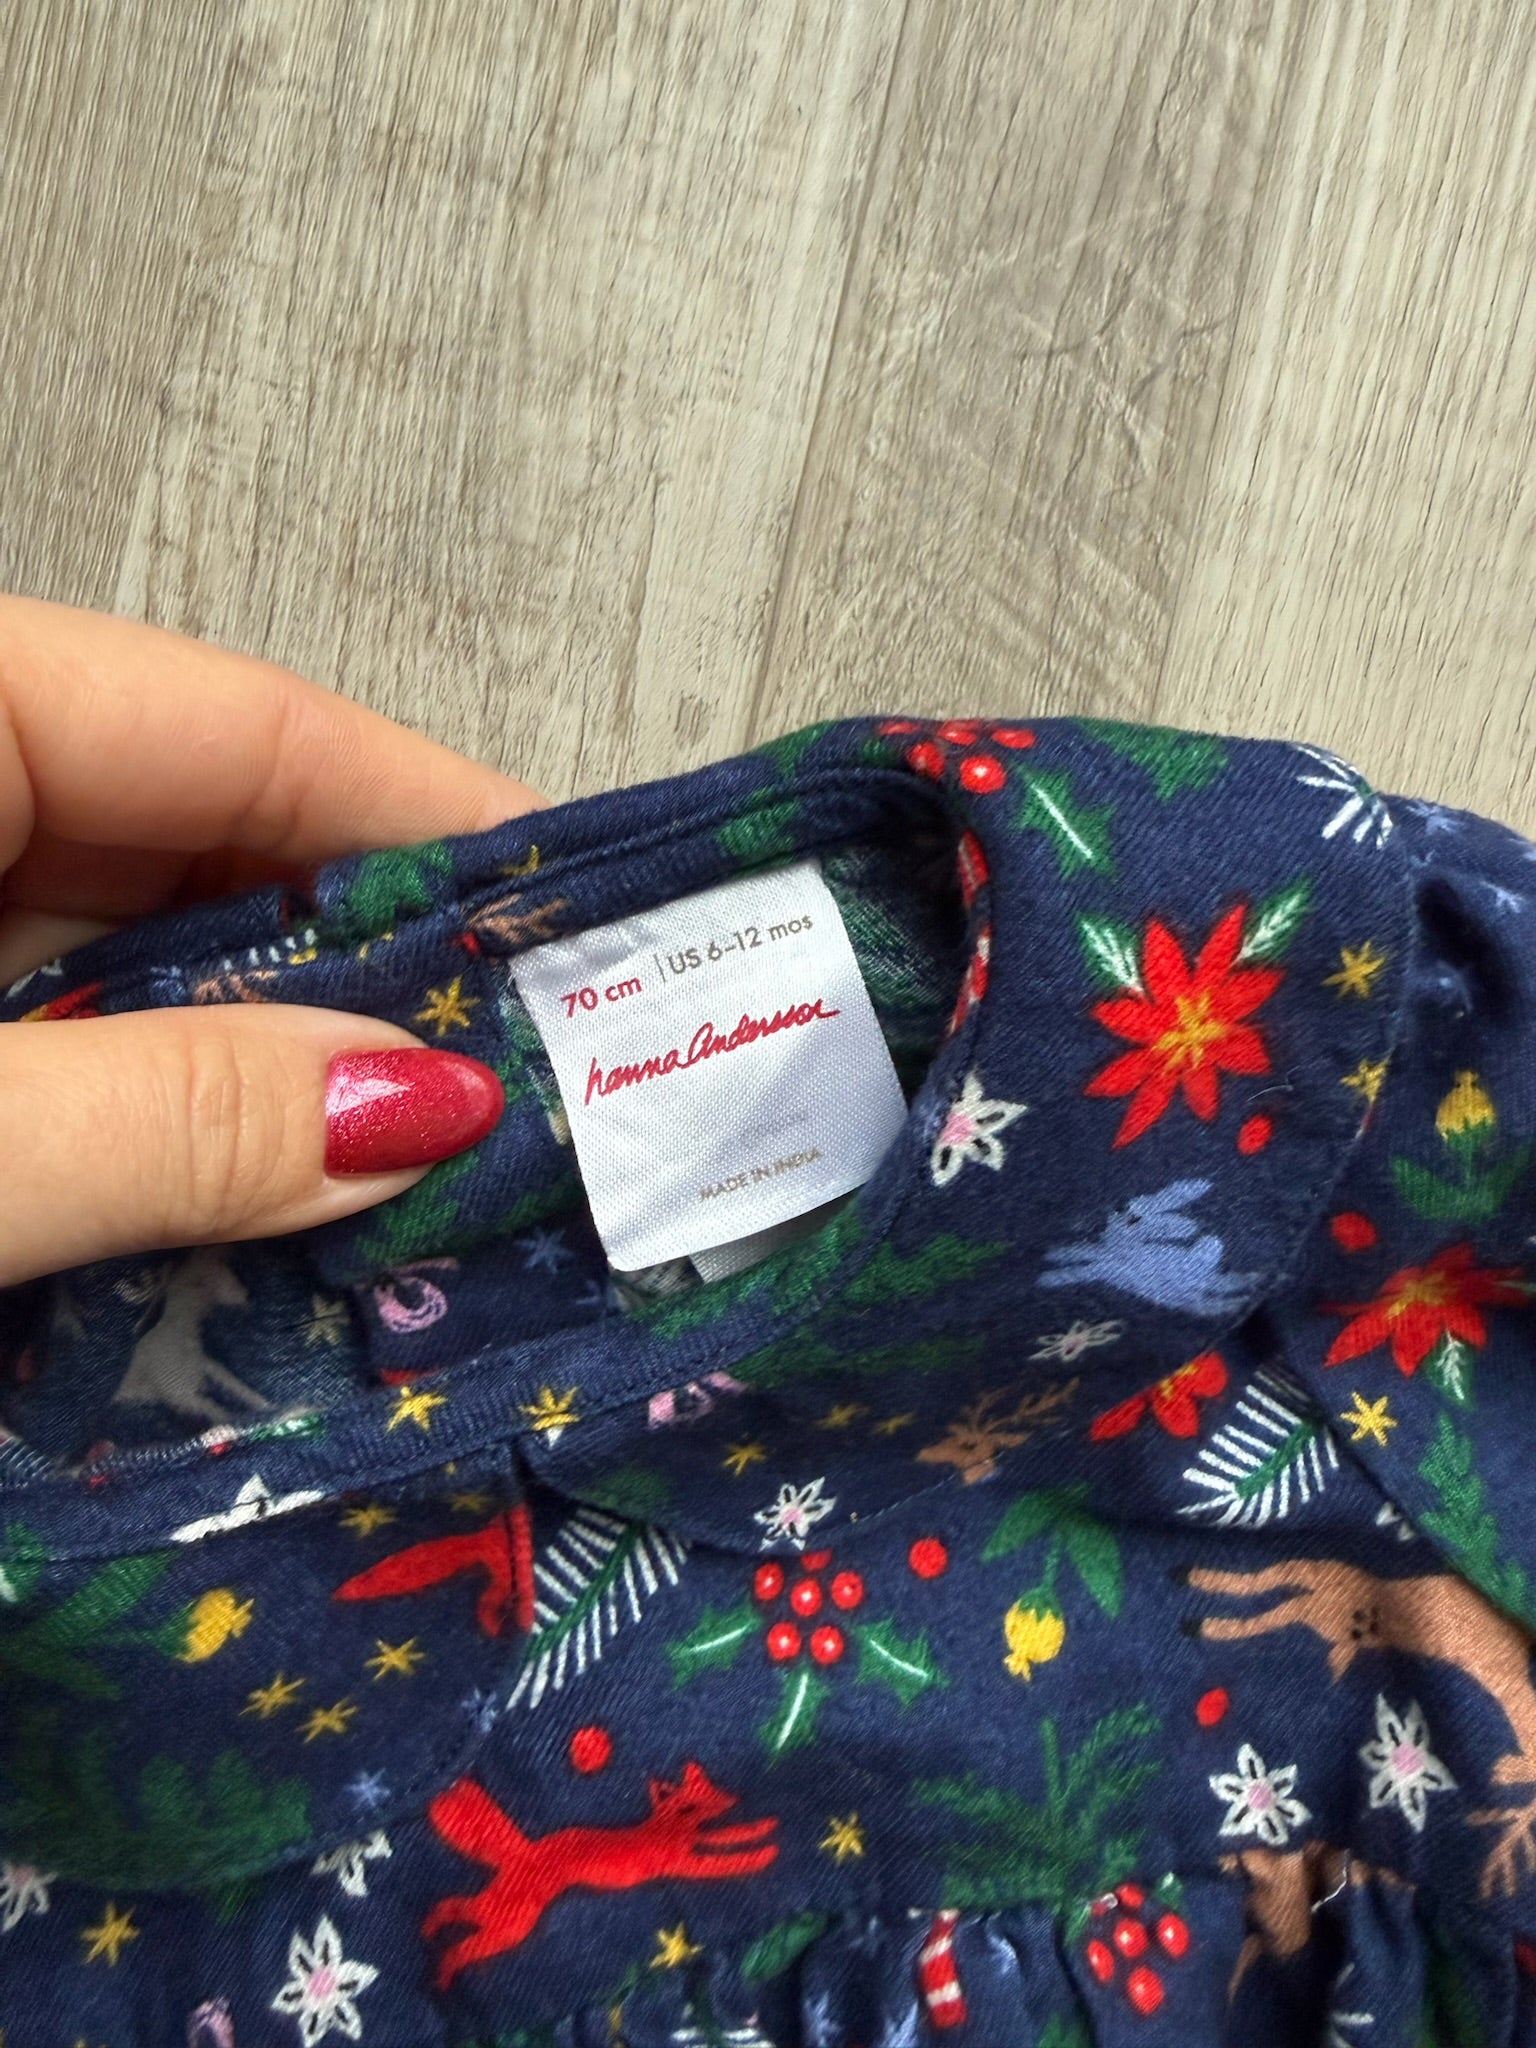 70 cm | US 6–12 mos
hanna Andersson
MADE IN INDIA